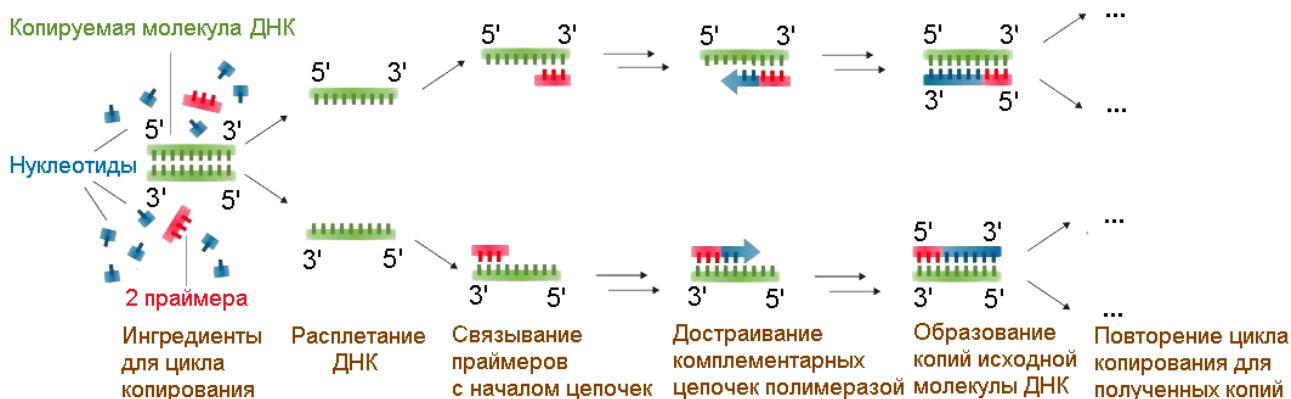 Копируемая молекула ДНК
5' 3'
Нуклеотиды
3' 5'
2 праймера
5' 3'
3' 5'
5' 3'
3' 5'
5' 3'
3' 5'
5' 3'
3' 5'
5' 3'
3' 5'
...
...
...
...
Ингредиенты
для цикла
копирования
Расплетание
ДНК
Связывание
праймеров
с началом цепочек
Достраивание
комплементарных
цепочек полимеразой
Образование
копий исходной
молекулы ДНК
Повторение цикла
копирования для
полученных копий